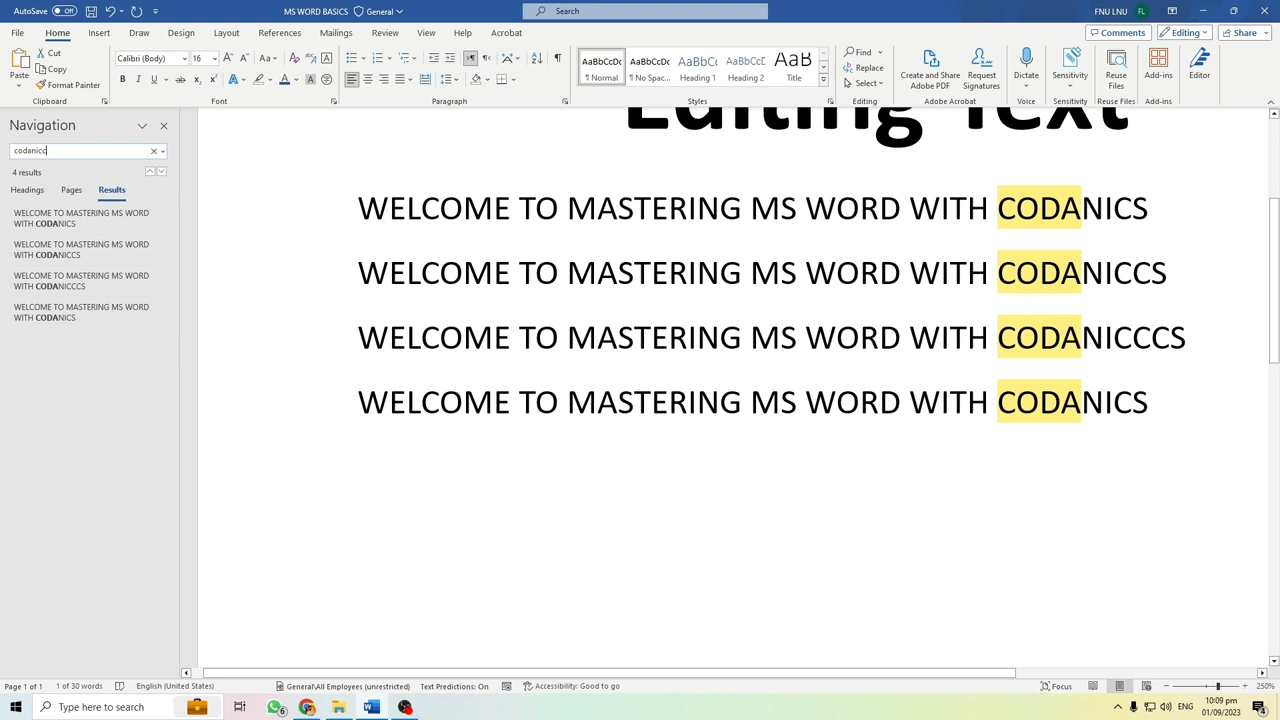 AutoSave Off MS WORD BASICS General Search FNU LNU FL
File Home Insert Draw Design Layout References Mailings Review View Help Acrobat Comments Editing Share
Paste Cut Copy Format Painter
Clipboard
Calibri (Body) 16
Font
Paragraph
AaBbCcDc AaBbCcDc AaBbCc AaBbCcD AaB
¶ Normal ¶ No Spac... Heading 1 Heading 2 Title
Styles
Find
Replace
Select
Editing
Create and Share Adobe PDF
Request Signatures
Adobe Acrobat
Dictate
Voice
Sensitivity
Sensitivity
Reuse Files
Reuse Files
Add-ins
Add-ins
Editor
Navigation
codanicc
4 results
Headings Pages Results
WELCOME TO MASTERING MS WORD
WITH CODANICS
WELCOME TO MASTERING MS WORD
WITH CODANICCS
WELCOME TO MASTERING MS WORD
WITH CODANICCCS
WELCOME TO MASTERING MS WORD
WITH CODANICS
Editing Text
WELCOME TO MASTERING MS WORD WITH CODANICS
WELCOME TO MASTERING MS WORD WITH CODANICCS
WELCOME TO MASTERING MS WORD WITH CODANICCCS
WELCOME TO MASTERING MS WORD WITH CODANICS
Page 1 of 1 1 of 30 words English (United States) General\All Employees (unrestricted) Text Predictions: On Accessibility: Good to go Focus 250%
Type here to search 6 ENG 10:09 pm 4
01/09/2023